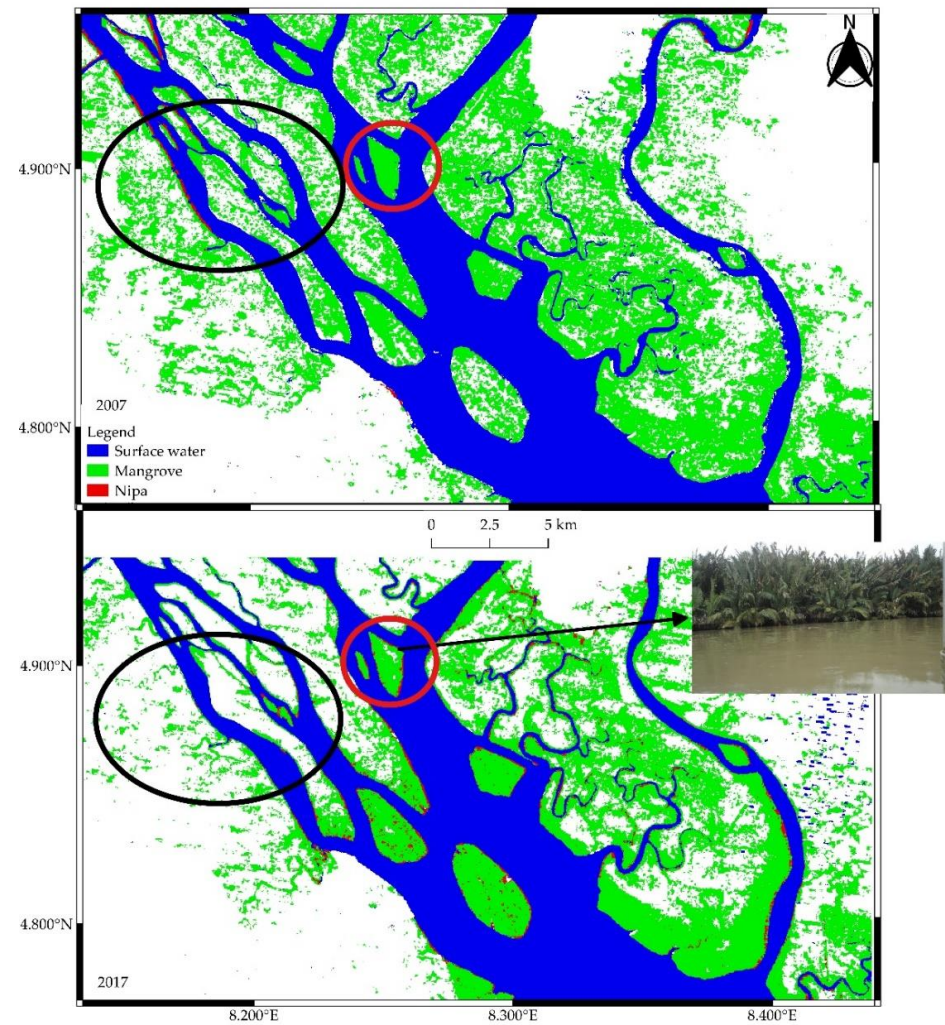 N
4.900°N
4.800°N
2007
Legend
Surface water
Mangrove
Nipa
0 2.5 5 km
4.900°N
4.800°N
2017
8.200°E 8.300°E 8.400°E